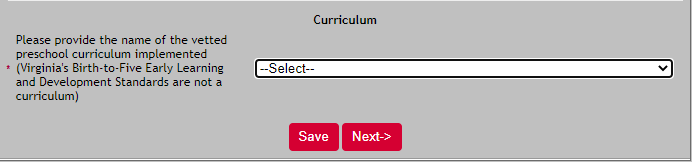 Curriculum
Please provide the name of the vetted
preschool curriculum implemented
* (Virginia's Birth-to-Five Early Learning
and Development Standards are not a
curriculum)
--Select--
Save Next->